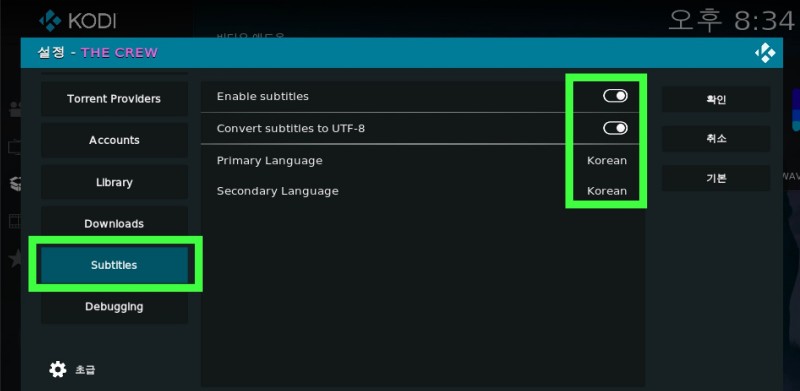 KODI
오후 8:34
비디오 애드온
설정 - THE CREW
Torrent Providers
Accounts
Library
Downloads
Subtitles
Debugging
초급
Enable subtitles
Convert subtitles to UTF-8
Primary Language Korean
Secondary Language Korean
확인
취소
기본
WAV